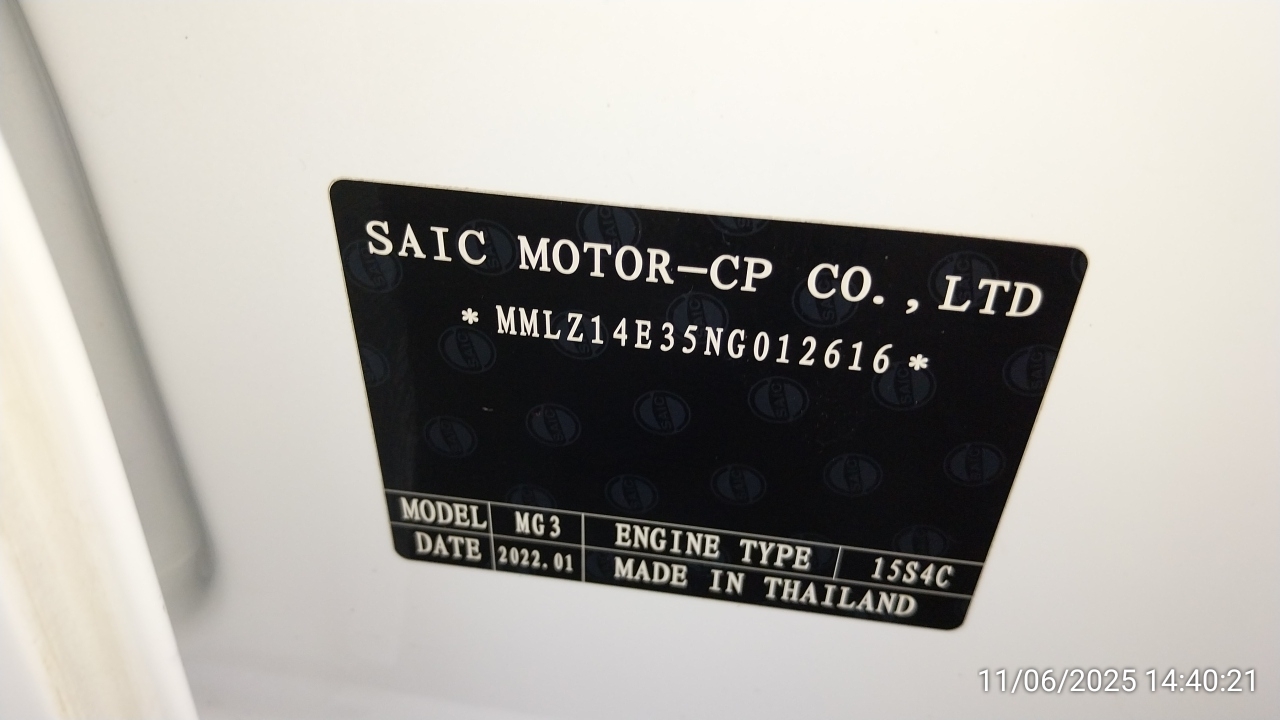 SAIC MOTOR-CP CO.,LTD
* MMLZ14E35NG012616 *
MODEL MG3 ENGINE TYPE 15S4C
DATE 2022.01 MADE IN THAILAND
11/06/2025 14:40:21